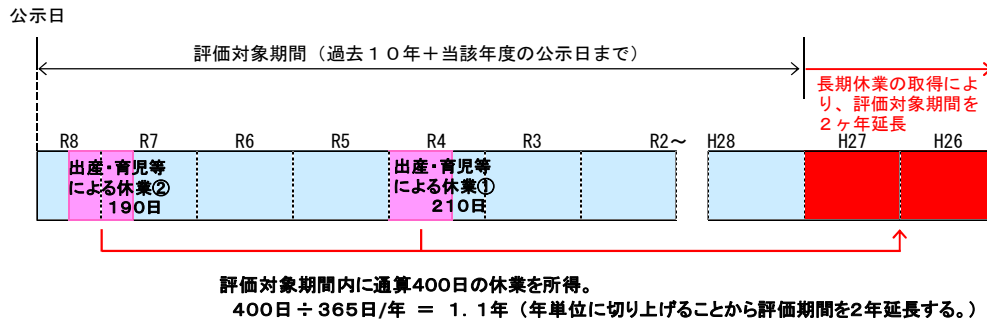 公示日
評価対象期間（過去１０年＋当該年度の公示日まで）
長期休業の取得によ
り、評価対象期間を
２ヶ年延長
R8 R7 R6 R5 R4 R3 R2～ H28 H27 H26
出産・育児等
による休業②
１９０日
出産・育児等
による休業①
２１０日
評価対象期間内に通算400日の休業を所得。
４００日÷３６５日/年 ＝ １．１年（年単位に切り上げることから評価期間を2年延長する。）